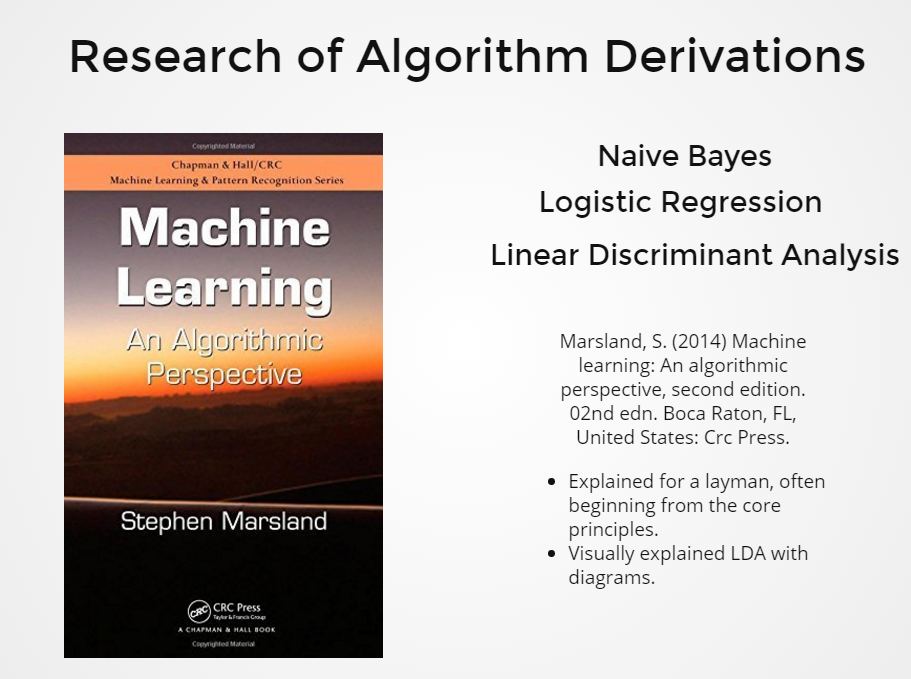 Research of Algorithm Derivations
Copyrighted Material
Chapman & Hall/CRC
Machine Learning & Pattern Recognition Series
Machine
Learning
An Algorithmic
Perspective
Stephen Marsland
CRC
CRC Press
Taylor & Francis Group
A CHAPMAN & HALL BOOK
Copyrighted Material
Naive Bayes
Logistic Regression
Linear Discriminant Analysis
Marsland, S. (2014) Machine
learning: An algorithmic
perspective, second edition.
02nd edn. Boca Raton, FL,
United States: Crc Press.
• Explained for a layman, often
beginning from the core
principles.
• Visually explained LDA with
diagrams.